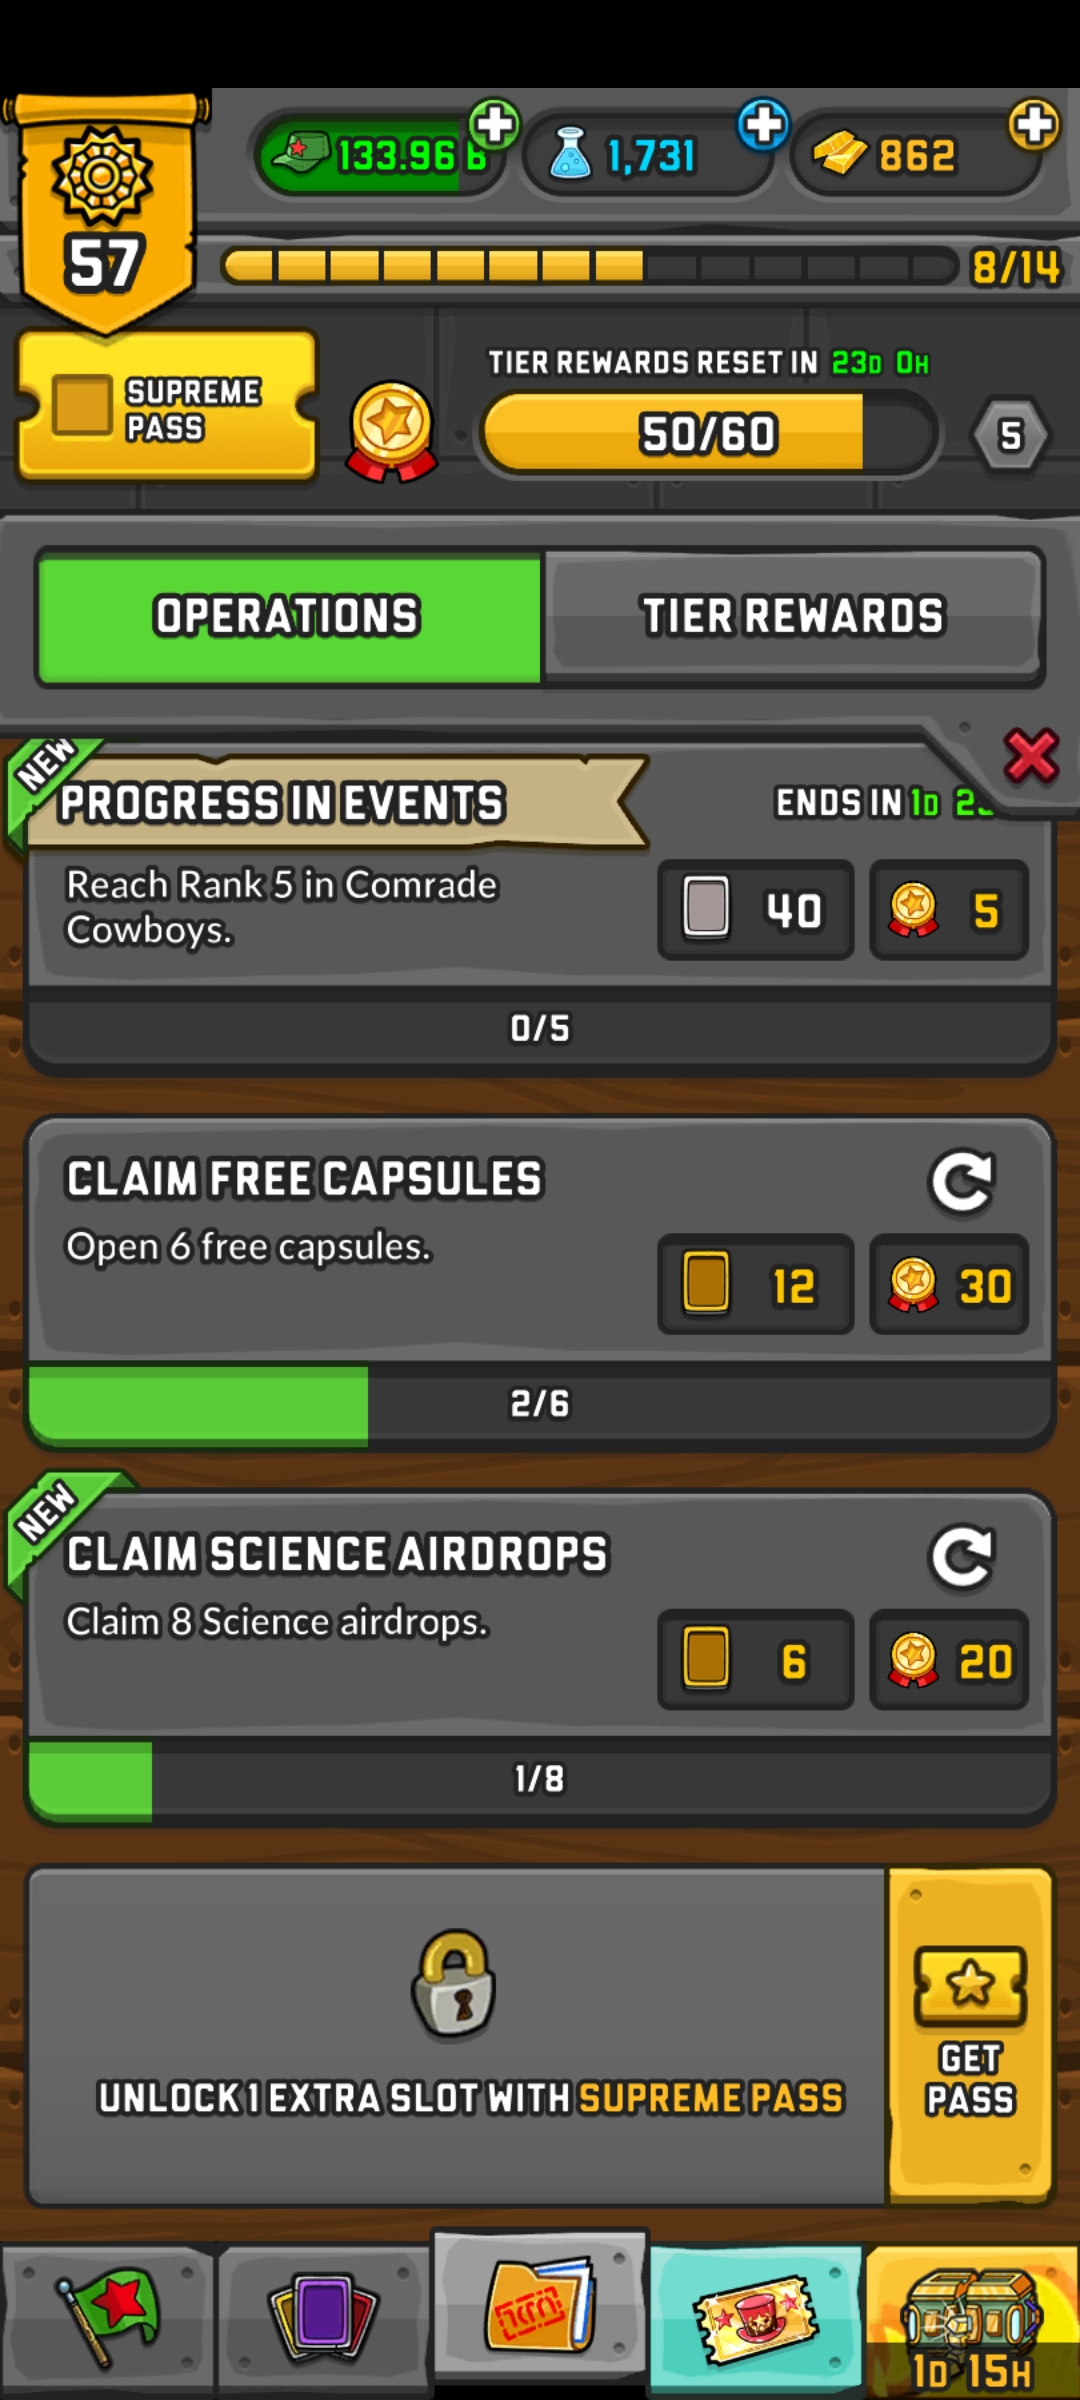 133.96 B
1,731
862
57
8/14
SUPREME
PASS
TIER REWARDS RESET IN 23D 0H
50/60
5
OPERATIONS
TIER REWARDS
NEW
PROGRESS IN EVENTS
ENDS IN 1D
Reach Rank 5 in Comrade
Cowboys.
40
5
0/5
CLAIM FREE CAPSULES
Open 6 free capsules.
12
30
2/6
NEW
CLAIM SCIENCE AIRDROPS
Claim 8 Science airdrops.
6
20
1/8
UNLOCK 1 EXTRA SLOT WITH SUPREME PASS
GET
PASS
1D 15H